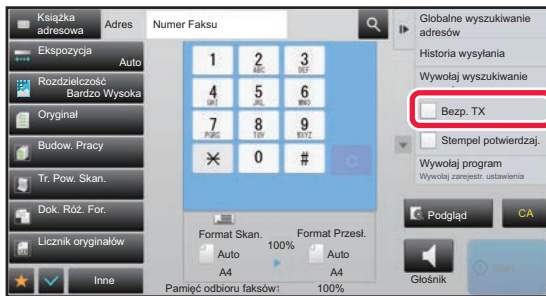 Książka
adresowa
Adres
Numer Faksu
Ekspozycja
Auto
Rozdzielczość
Bardzo Wysoka
Oryginał
Budow. Pracy
Tr. Pow. Skan.
Dok. Róż. For.
Licznik oryginałów
Inne
1
2
ABC
3
DEF
4
GHI
5
JKL
6
MNO
7
PQRS
8
TUV
9
WXYZ
0
#
C
Format Skan.
100%
Format Przesł.
Auto
A4
Auto
A4
Pamięć odbioru faksów:
100%
Globalne wyszukiwanie
adresów
Historia wysyłania
Wywołaj wyszukiwanie
Bezp. TX
Stempel potwierdzaj.
Wywołaj program
Wywołaj zarejestr. ustawienia
Podgląd
CA
Głośnik
Start